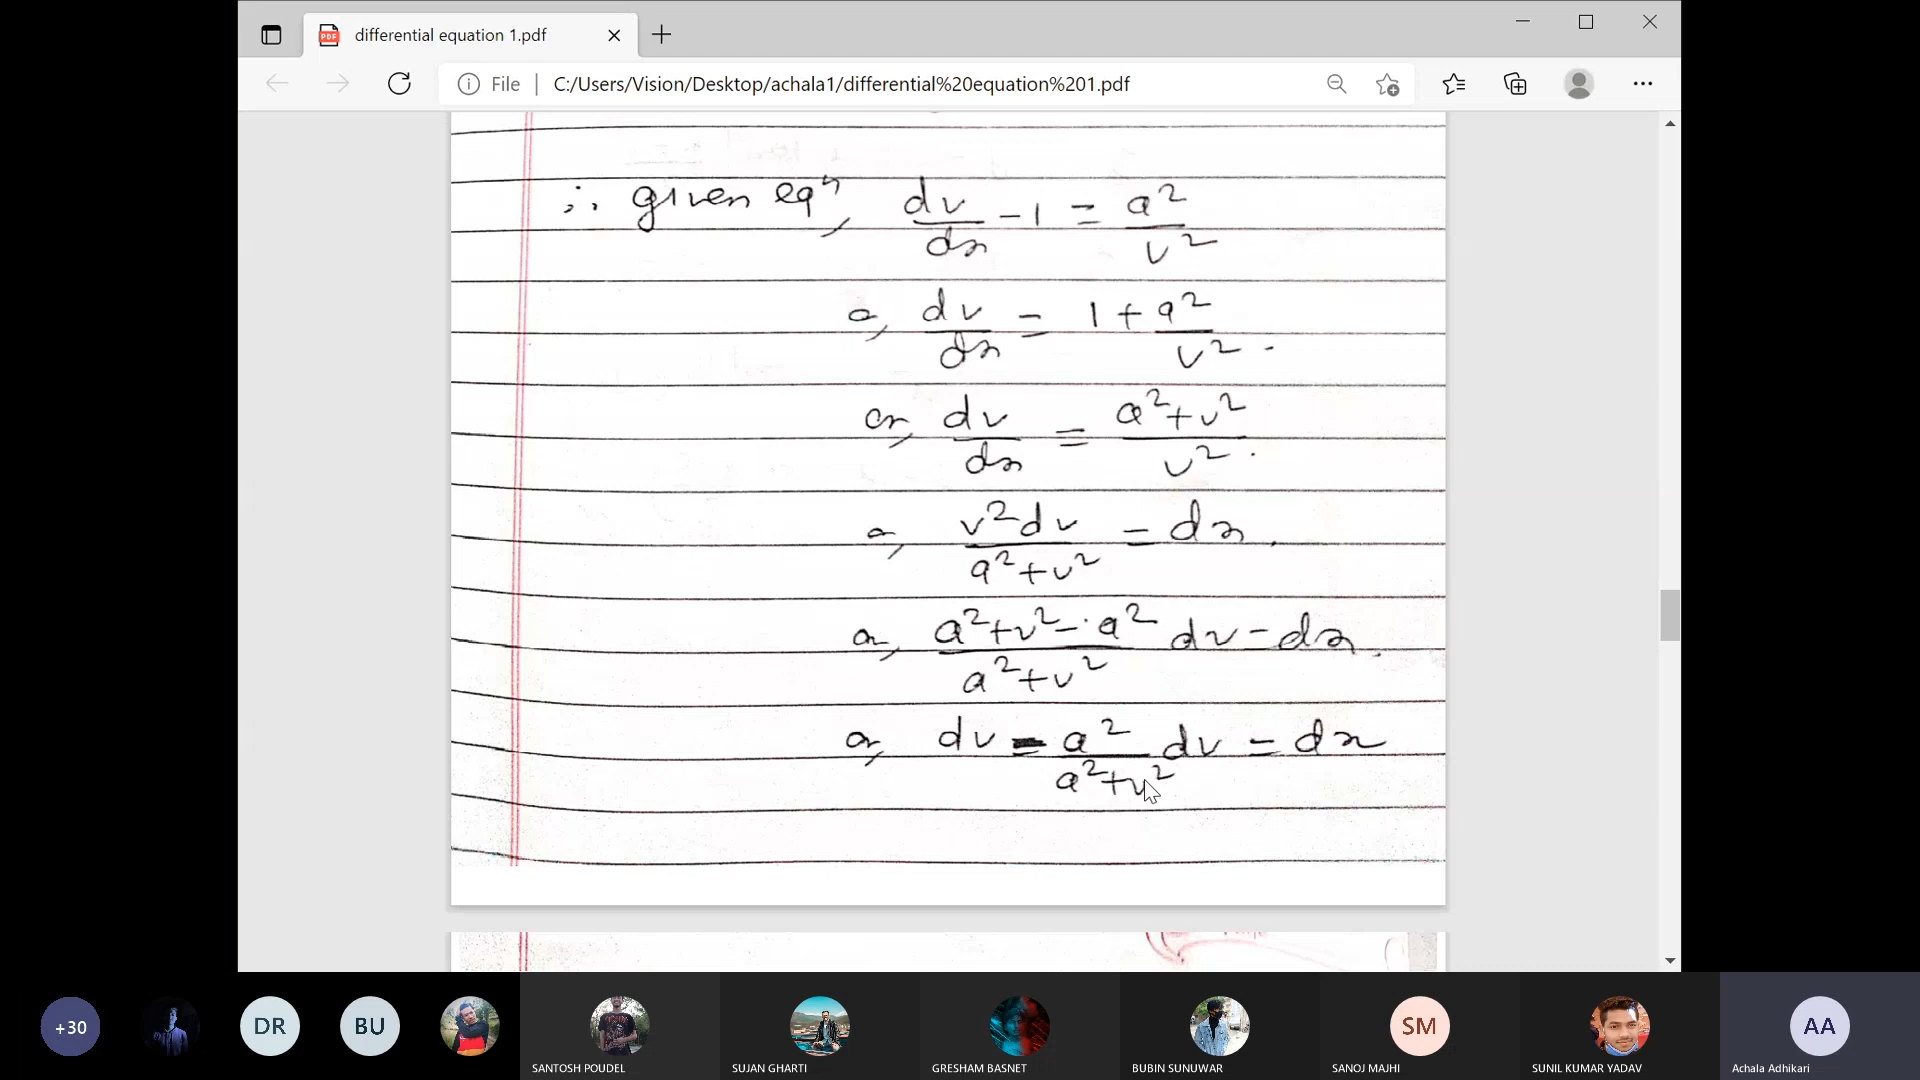 differential equation 1.pdf
File | C:/Users/Vision/Desktop/achala1/differential%20equation%201.pdf
∴ given eqⁿ, dv/dx - 1 = a²/v²
or, dv/dx = 1 + a²/v².
or, dv/dx = a²+v²/v².
or, v²dv/a²+v² = dx.
or, a²+v²-a²/a²+v² dv = dx.
or, dv - a²/a²+v² dv = dx
+30
DR
BU
SM
AA
SANTOSH POUDEL
SUJAN GHARTI
GRESHAM BASNET
BUBIN SUNUWAR
SANOJ MAJHI
SUNIL KUMAR YADAV
Achala Adhikari